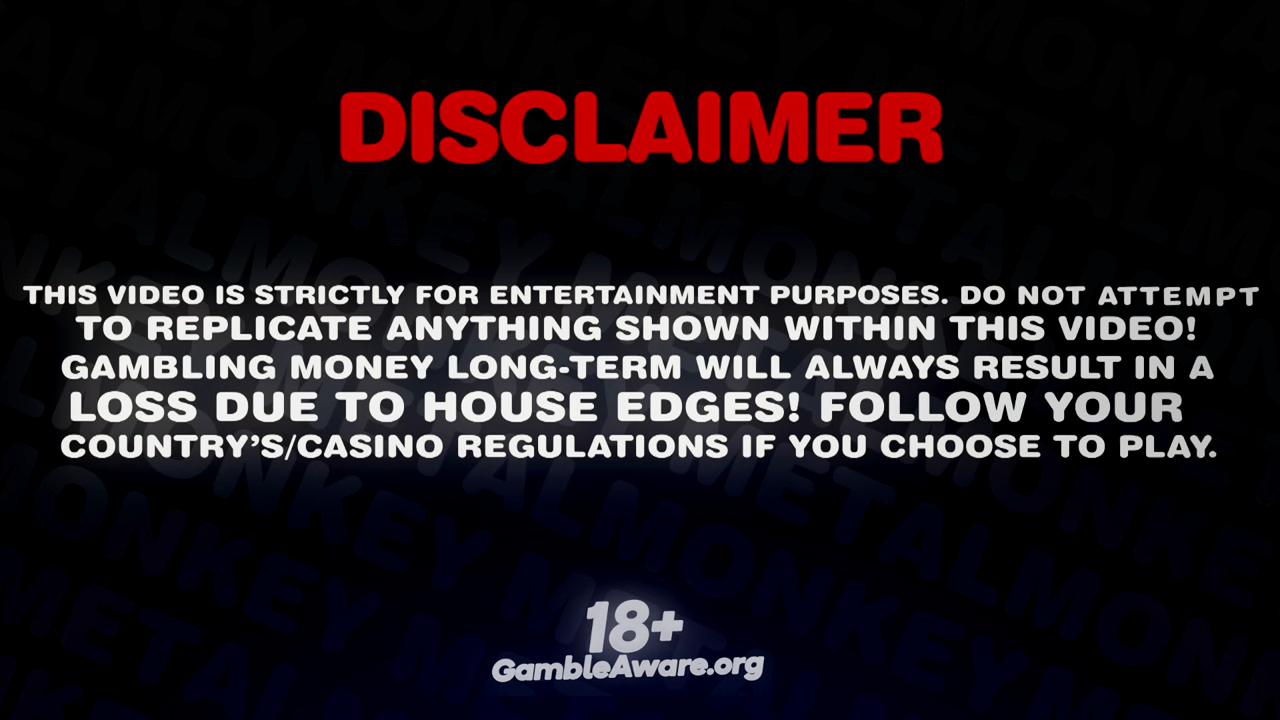 DISCLAIMER
THIS VIDEO IS STRICTLY FOR ENTERTAINMENT PURPOSES. DO NOT ATTEMPT
TO REPLICATE ANYTHING SHOWN WITHIN THIS VIDEO!
GAMBLING MONEY LONG-TERM WILL ALWAYS RESULT IN A
LOSS DUE TO HOUSE EDGES! FOLLOW YOUR
COUNTRY'S/CASINO REGULATIONS IF YOU CHOOSE TO PLAY.
18+
GambleAware.org